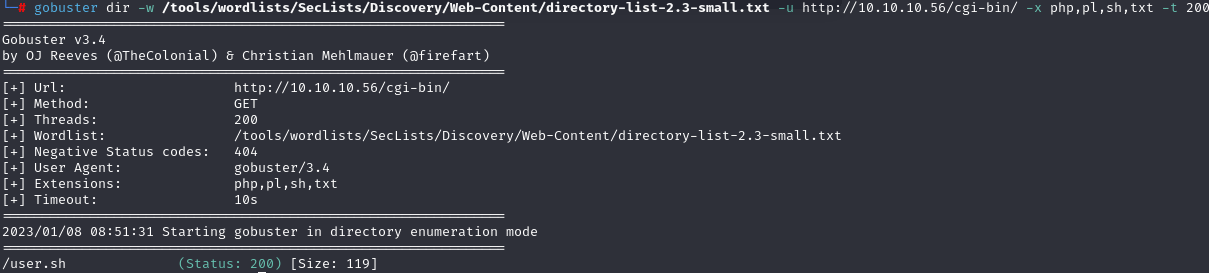 └─# gobuster dir -w /tools/wordlists/SecLists/Discovery/Web-Content/directory-list-2.3-small.txt -u http://10.10.10.56/cgi-bin/ -x php,pl,sh,txt -t 200
===============================================================
Gobuster v3.4
by OJ Reeves (@TheColonial) & Christian Mehlmauer (@firefart)
===============================================================
[+] Url:                     http://10.10.10.56/cgi-bin/
[+] Method:                  GET
[+] Threads:                 200
[+] Wordlist:                /tools/wordlists/SecLists/Discovery/Web-Content/directory-list-2.3-small.txt
[+] Negative Status codes:   404
[+] User Agent:              gobuster/3.4
[+] Extensions:              php,pl,sh,txt
[+] Timeout:                 10s
===============================================================
2023/01/08 08:51:31 Starting gobuster in directory enumeration mode
===============================================================
/user.sh              (Status: 200) [Size: 119]